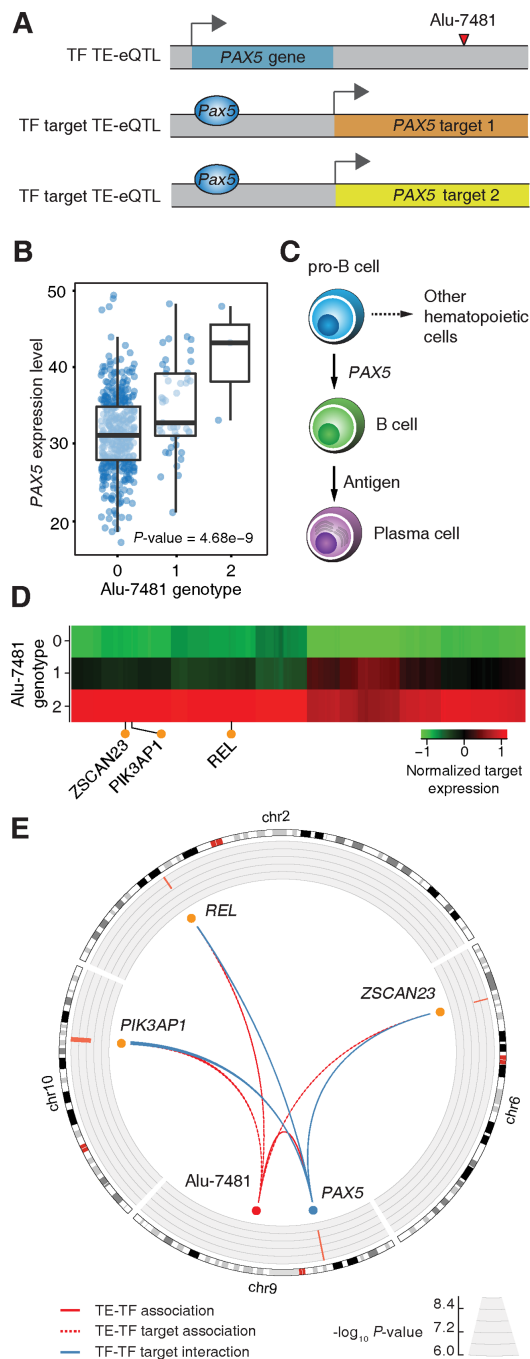 A
Alu-7481
TF TE-eQTL
PAX5 gene
Pax5
TF target TE-eQTL
PAX5 target 1
Pax5
TF target TE-eQTL
PAX5 target 2
B
PAX5 expression level
50
40
30
20
P-value = 4.68e−9
0 1 2
Alu-7481 genotype
C
pro-B cell
Other
hematopoietic
cells
PAX5
B cell
Antigen
Plasma cell
D
Alu-7481
genotype
0
1
2
ZSCAN23
PIK3AP1
REL
−1 0 1
Normalized target
expression
E
chr2
REL
ZSCAN23
PIK3AP1
chr10
chr6
Alu-7481
PAX5
chr9
TE-TF association
TE-TF target association
TF-TF target interaction
-log10 P-value
8.4
7.2
6.0